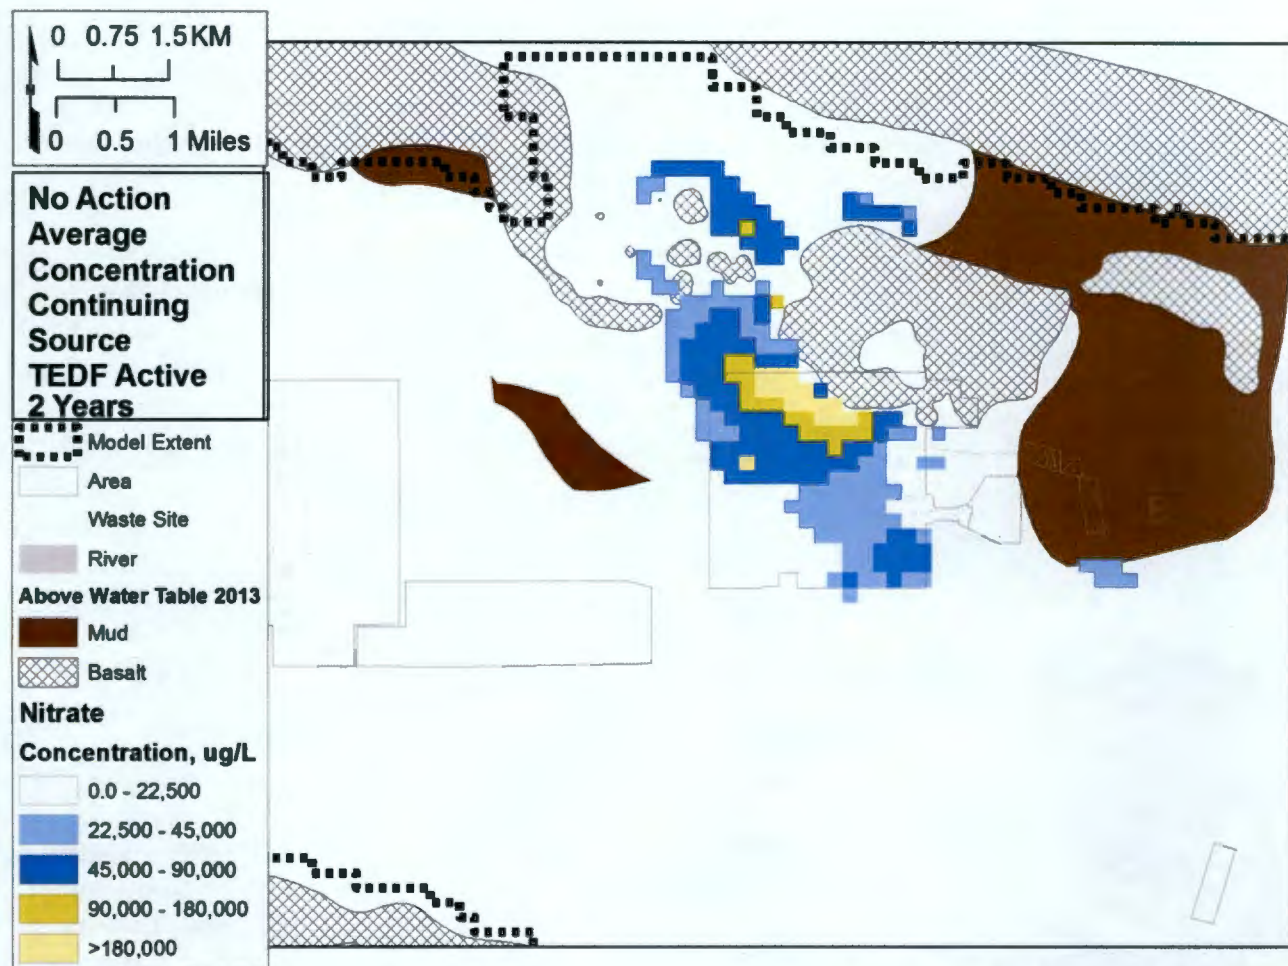 0 0.75 1.5 KM
0 0.5 1 Miles
No Action
Average
Concentration
Continuing
Source
TEDF Active
2 Years
Model Extent
Area
Waste Site
River
Above Water Table 2013
Mud
Basalt
Nitrate
Concentration, ug/L
0.0 - 22,500
22,500 - 45,000
45,000 - 90,000
90,000 - 180,000
>180,000